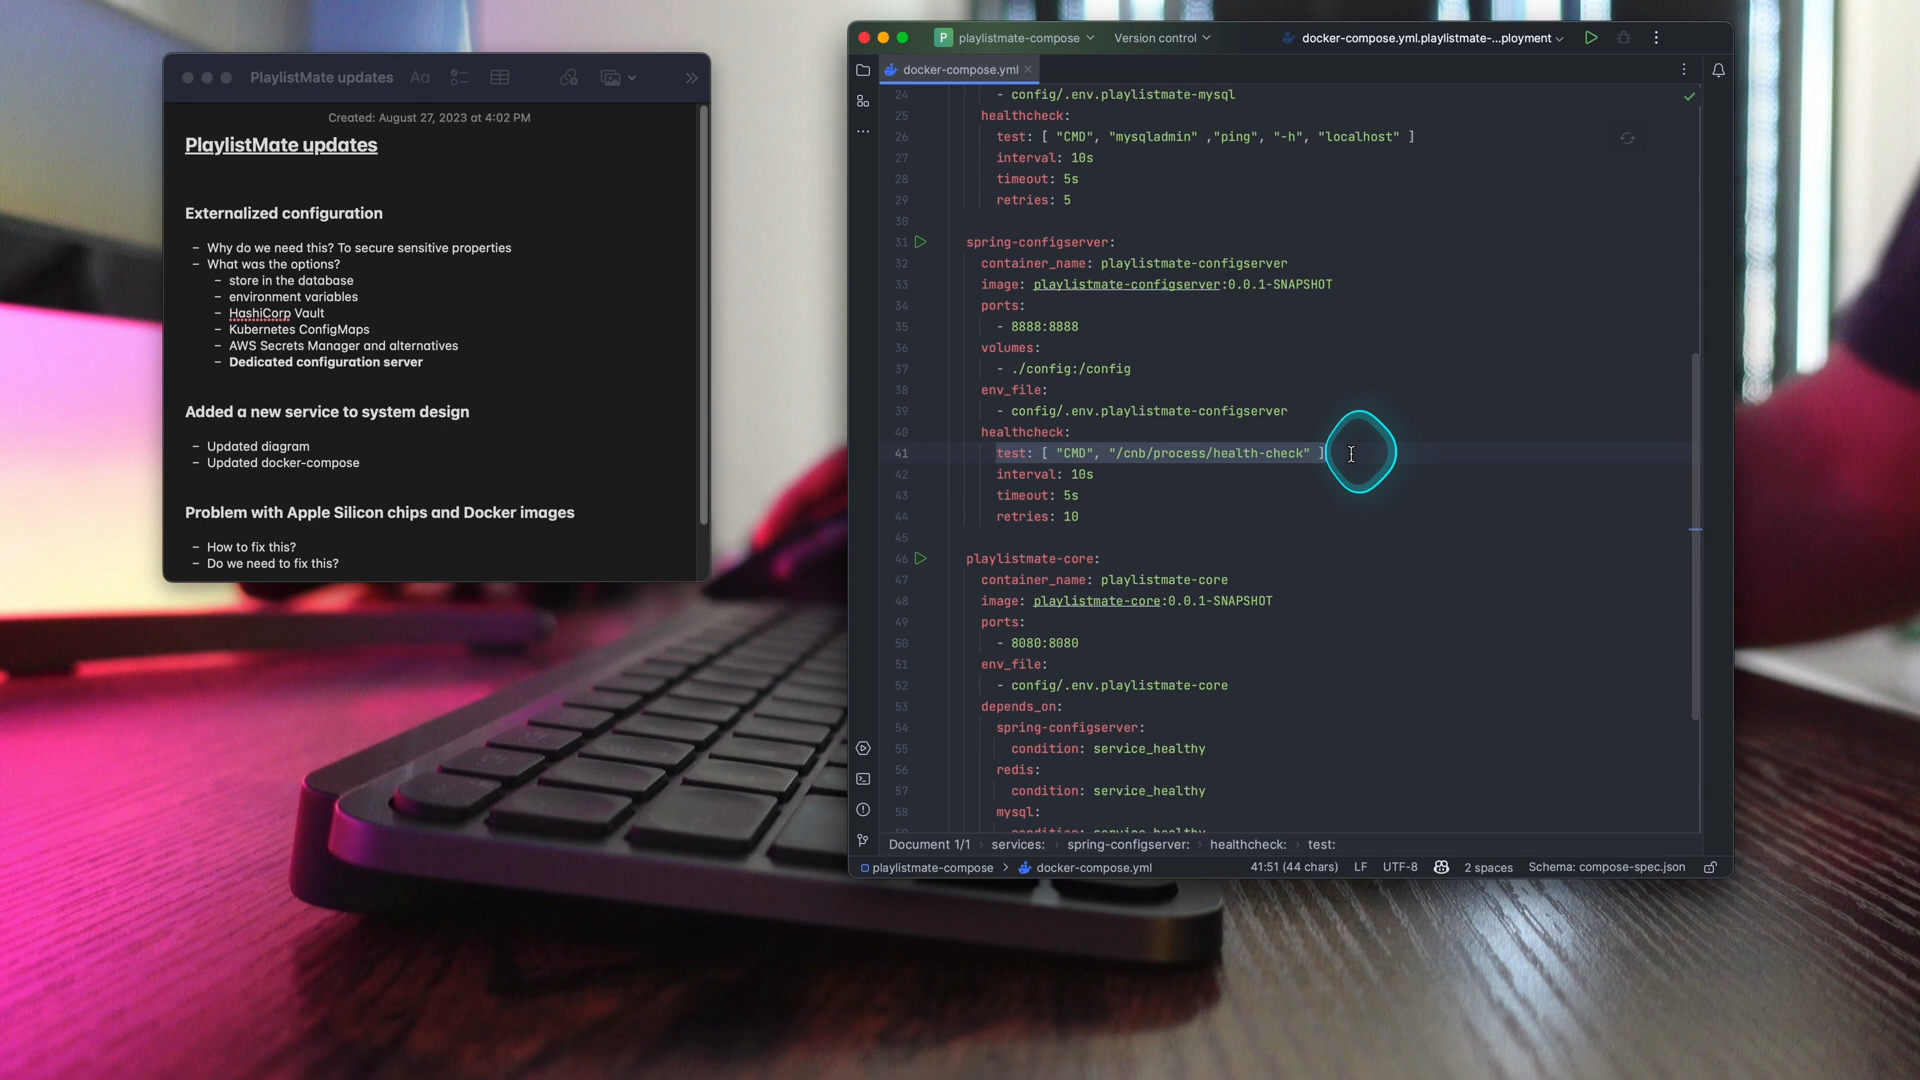 PlaylistMate updates
Aa
Created: August 27, 2023 at 4:02 PM
PlaylistMate updates
Externalized configuration
– Why do we need this? To secure sensitive properties
– What was the options?
– store in the database
– environment variables
– HashiCorp Vault
– Kubernetes ConfigMaps
– AWS Secrets Manager and alternatives
– Dedicated configuration server
Added a new service to system design
– Updated diagram
– Updated docker-compose
Problem with Apple Silicon chips and Docker images
– How to fix this?
– Do we need to fix this?
P playlistmate-compose Version control docker-compose.yml.playlistmate-...ployment
docker-compose.yml
24 - config/.env.playlistmate-mysql
25 healthcheck:
26 test: [ "CMD", "mysqladmin" ,"ping", "-h", "localhost" ]
27 interval: 10s
28 timeout: 5s
29 retries: 5
30
31 spring-configserver:
32 container_name: playlistmate-configserver
33 image: playlistmate-configserver:0.0.1-SNAPSHOT
34 ports:
35 - 8888:8888
36 volumes:
37 - ./config:/config
38 env_file:
39 - config/.env.playlistmate-configserver
40 healthcheck:
41 test: [ "CMD", "/cnb/process/health-check" ]
42 interval: 10s
43 timeout: 5s
44 retries: 10
45
46 playlistmate-core:
47 container_name: playlistmate-core
48 image: playlistmate-core:0.0.1-SNAPSHOT
49 ports:
50 - 8080:8080
51 env_file:
52 - config/.env.playlistmate-core
53 depends_on:
54 spring-configserver:
55 condition: service_healthy
56 redis:
57 condition: service_healthy
58 mysql:
condition: service_healthy
Document 1/1 › services: › spring-configserver: › healthcheck: › test:
playlistmate-compose > docker-compose.yml 41:51 (44 chars) LF UTF-8 2 spaces Schema: compose-spec.json